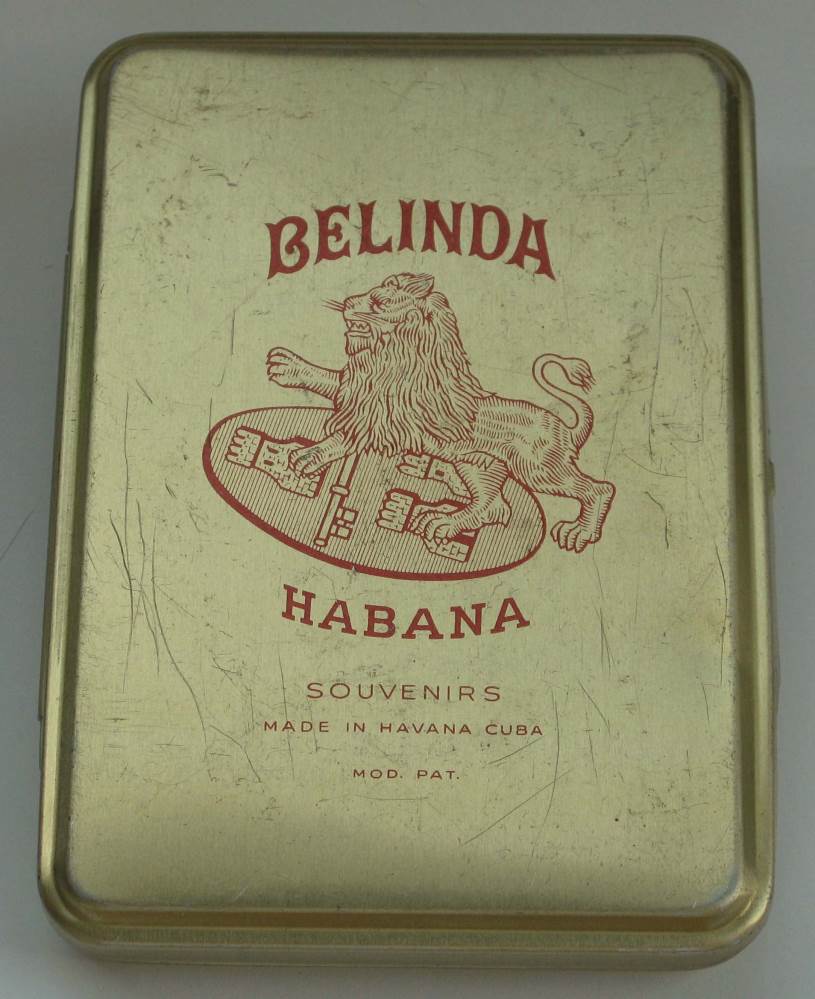 BELINDA
HABANA
SOUVENIRS
MADE IN HAVANA CUBA
MOD. PAT.